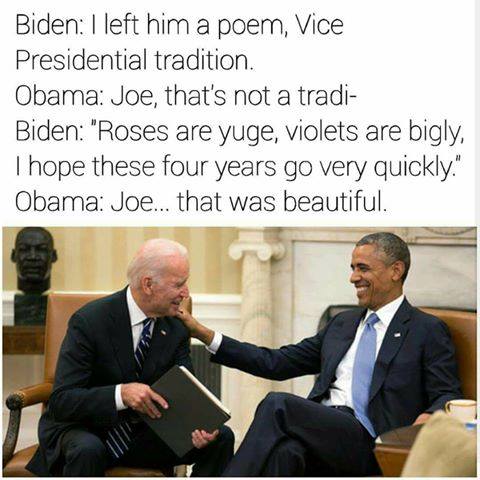 Biden: I left him a poem, Vice
Presidential tradition.
Obama: Joe, that's not a tradi-
Biden: "Roses are yuge, violets are bigly,
I hope these four years go very quickly."
Obama: Joe... that was beautiful.